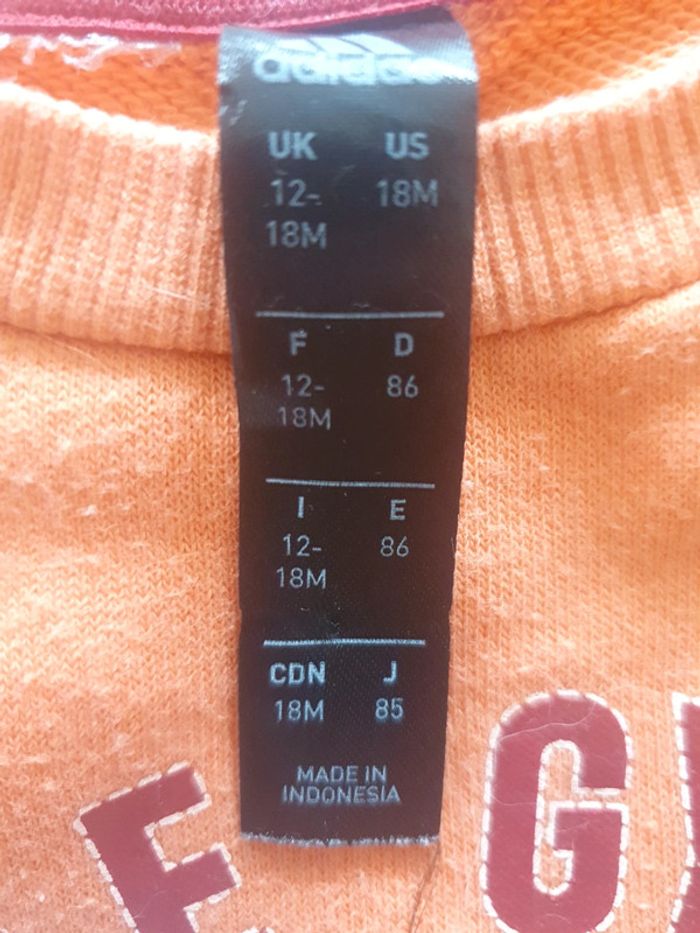 adidas
UK US
12- 18M
18M
F D
12- 86
18M
I E
12- 86
18M
CDN J
18M 85
MADE IN
INDONESIA
E G